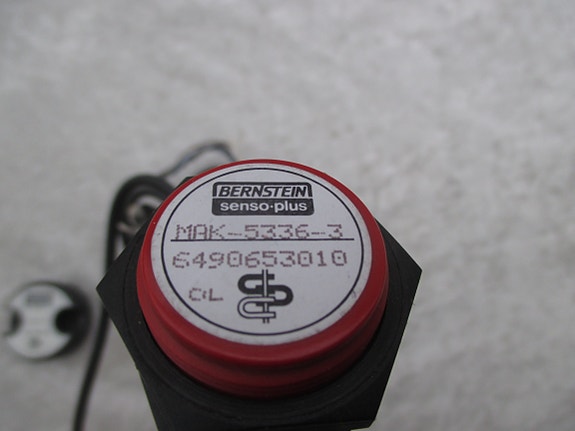 BERNSTEIN
senso·plus
MAK-5336-3
6490653010